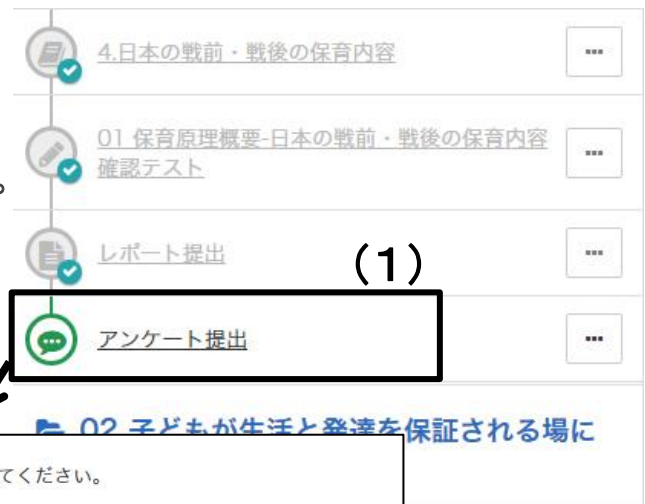 4.日本の戦前・戦後の保育内容
01 保育原理概要-日本の戦前・戦後の保育内容
確認テスト
。
レポート提出
(1)
アンケート提出
02 子どもが生活と発達を保証される場に
てください。